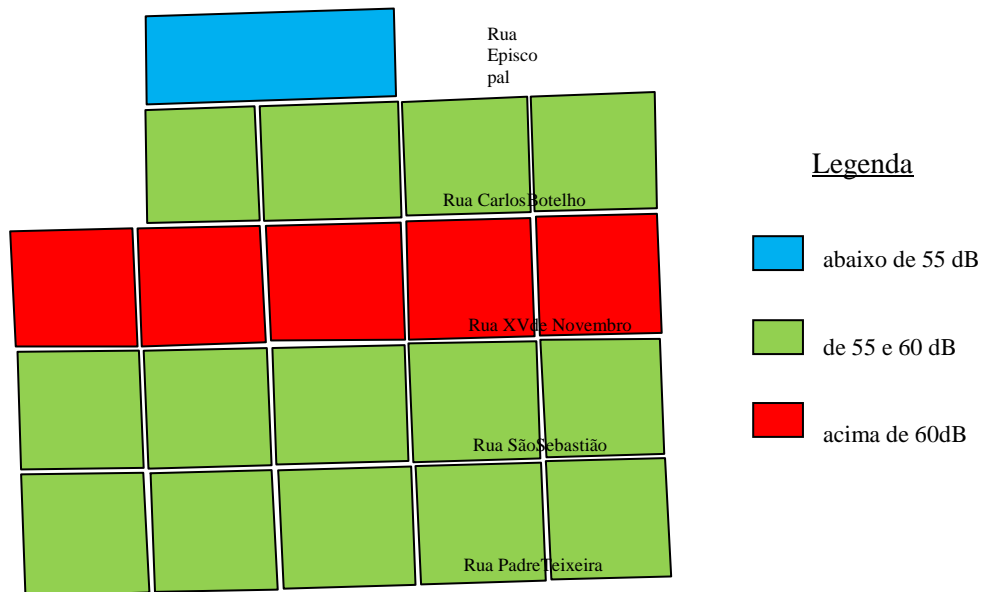 Rua
Episco
pal
Legenda
Rua CarlosBotelho
abaixo de 55 dB
Rua XVde Novembro
de 55 e 60 dB
acima de 60dB
Rua SãoSebastião
Rua PadreTeixeira